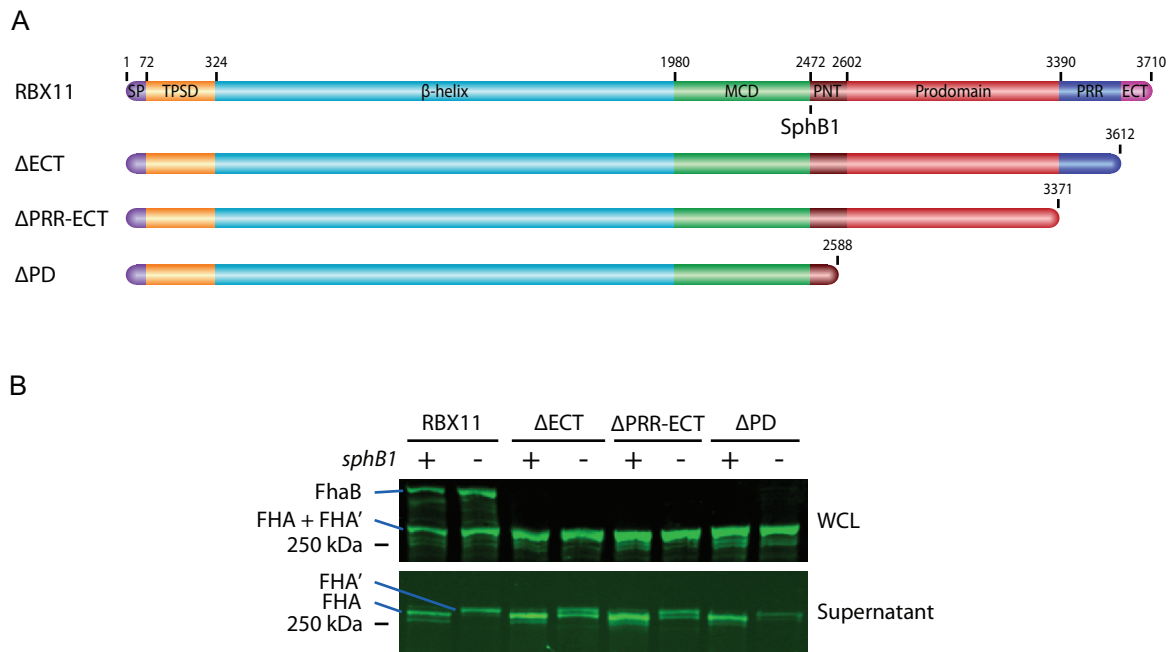 A
1 72 324 1980 2472 2602 3390 3710
RBX11 SP TPSD β-helix MCD PNT Prodomain PRR ECT
SphB1
3612
ΔECT
3371
ΔPRR-ECT
2588
ΔPD
B
RBX11 ΔECT ΔPRR-ECT ΔPD
sphB1 + - + - + - + -
FhaB
FHA + FHA′
WCL
250 kDa
FHA′
FHA
Supernatant
250 kDa